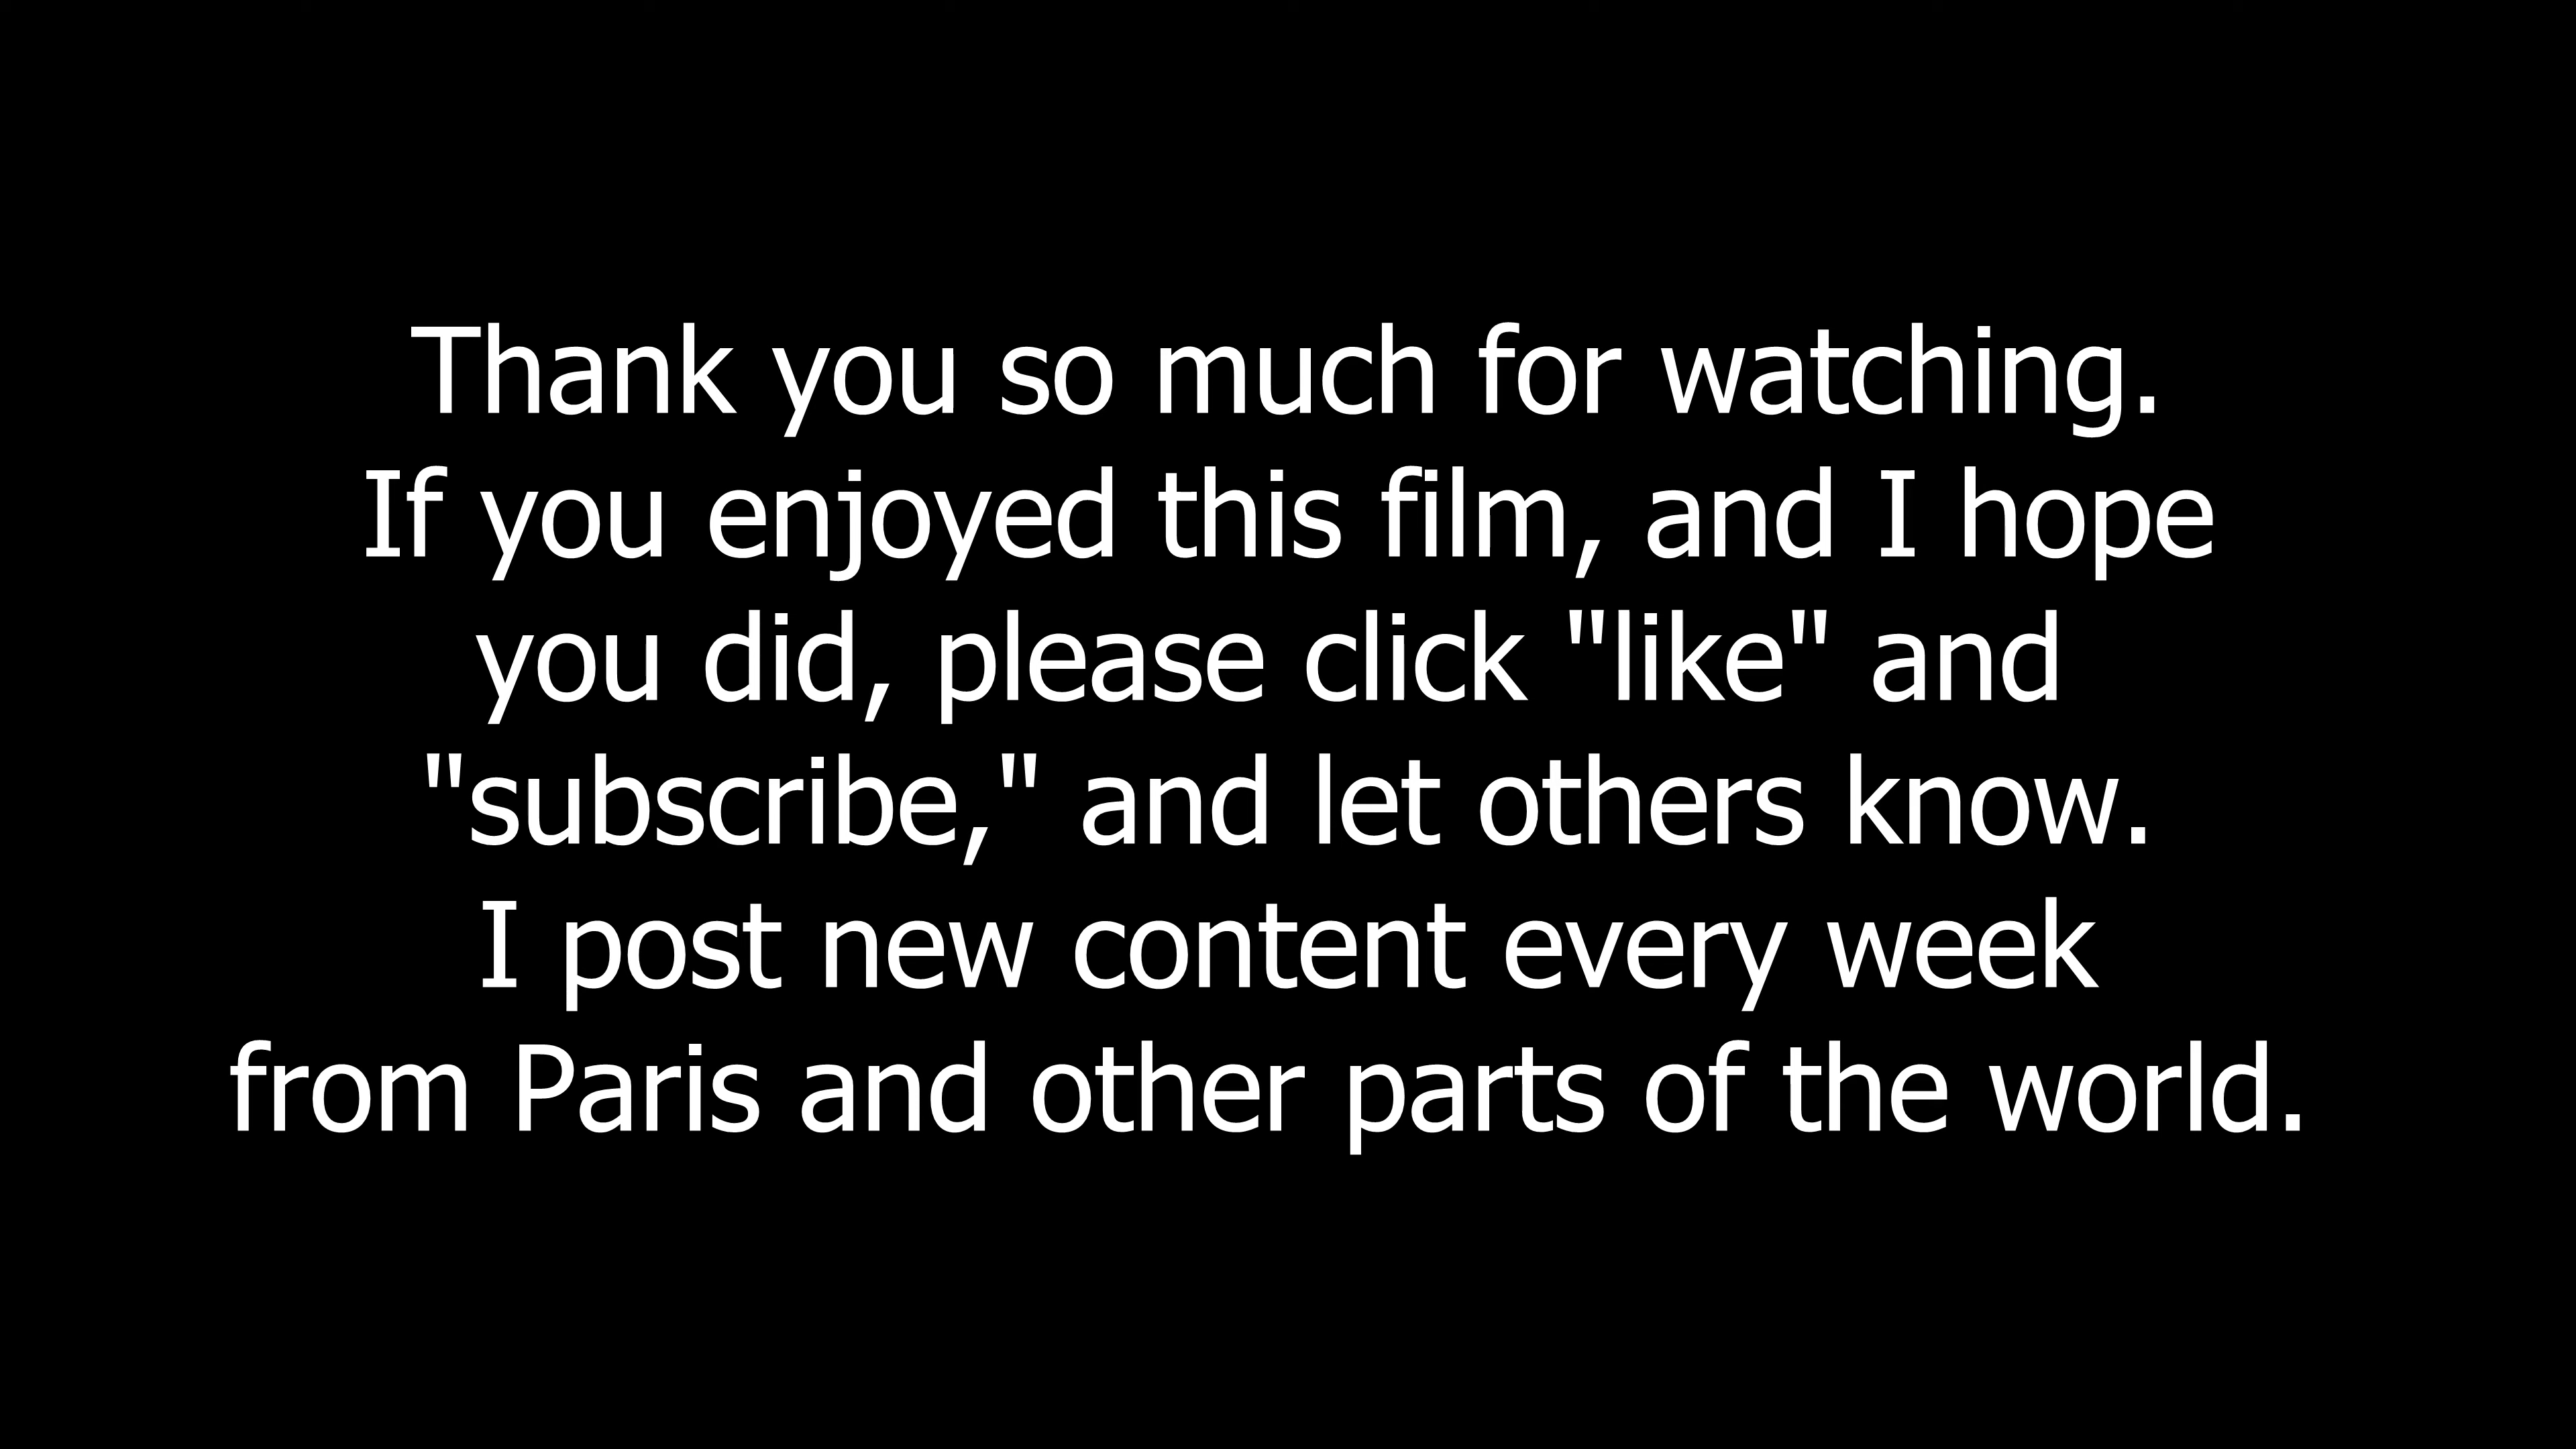 Thank you so much for watching.
If you enjoyed this film, and I hope
you did, please click "like" and
"subscribe," and let others know.
I post new content every week
from Paris and other parts of the world.